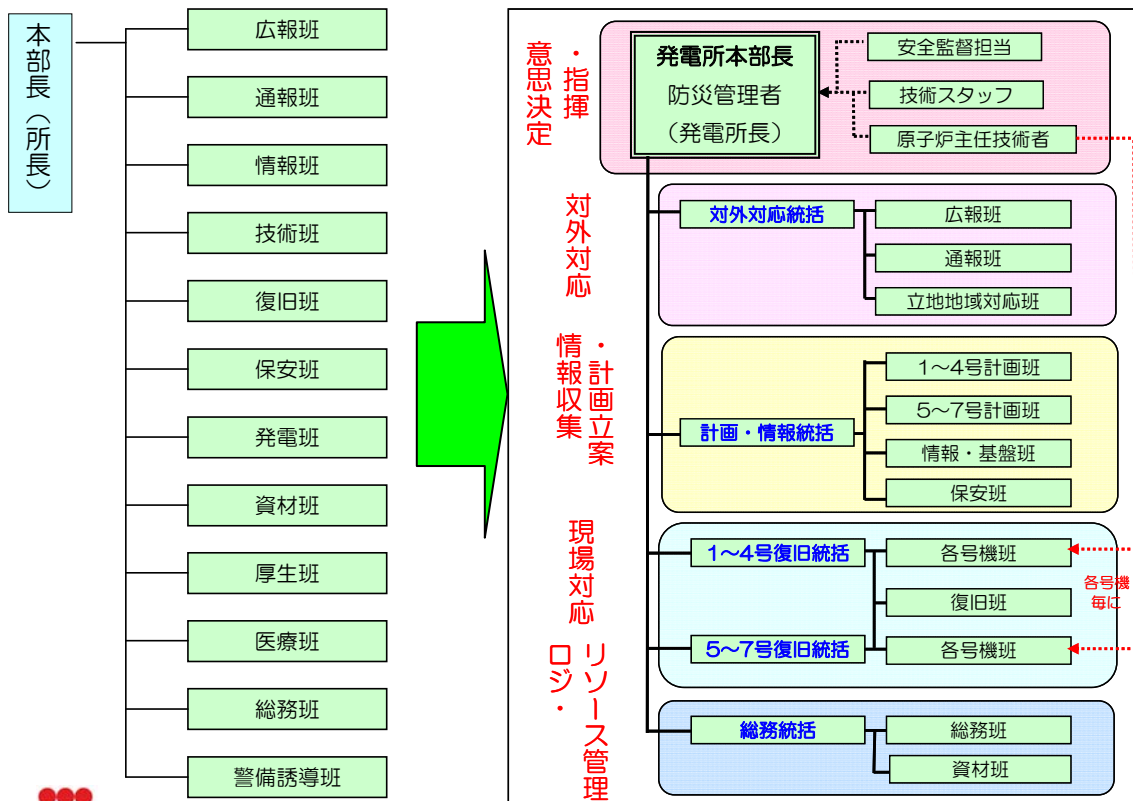 本部長（所長）
広報班
通報班
情報班
技術班
復旧班
保安班
発電班
資材班
厚生班
医療班
総務班
警備誘導班
意思決定
・指揮
発電所本部長
防災管理者
（発電所長）
安全監督担当
技術スタッフ
原子炉主任技術者
対外対応
対外対応統括
広報班
通報班
立地地域対応班
情報収集
・計画立案
計画・情報統括
1～4号計画班
5～7号計画班
情報・基盤班
保安班
現場対応
1～4号復旧統括
5～7号復旧統括
各号機班
復旧班
各号機班
各号機
毎に
ロジ・
リソース管理
総務統括
総務班
資材班